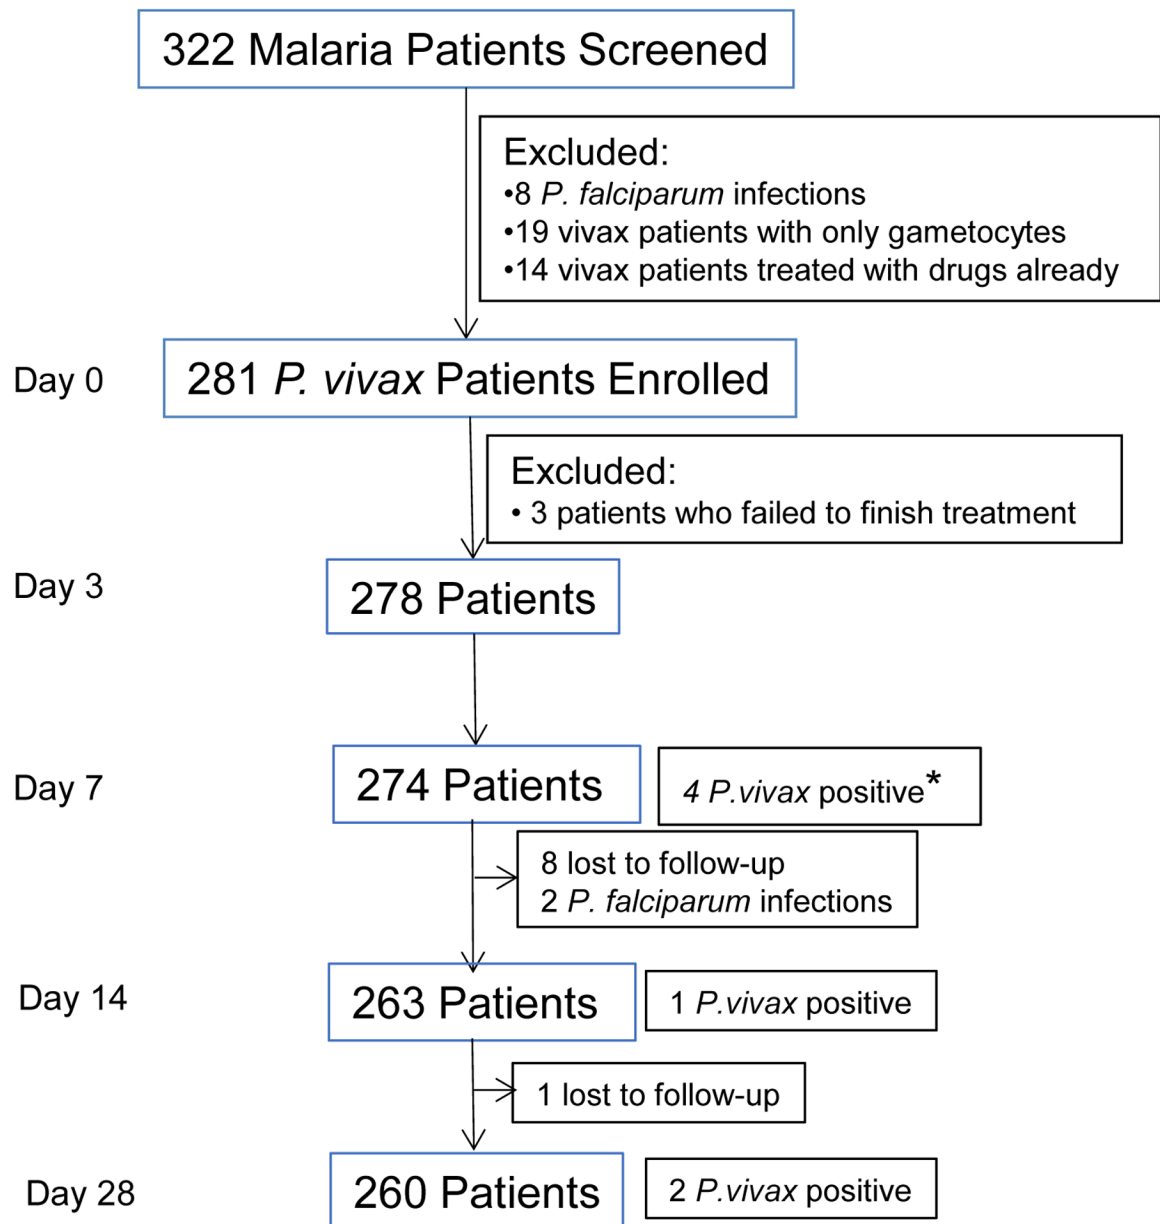 322 Malaria Patients Screened
Excluded:
•8 P. falciparum infections
•19 vivax patients with only gametocytes
•14 vivax patients treated with drugs already
Day 0
281 P. vivax Patients Enrolled
Excluded:
• 3 patients who failed to finish treatment
Day 3
278 Patients
Day 7
274 Patients
4 P.vivax positive*
8 lost to follow-up
2 P. falciparum infections
Day 14
263 Patients
1 P.vivax positive
1 lost to follow-up
Day 28
260 Patients
2 P.vivax positive